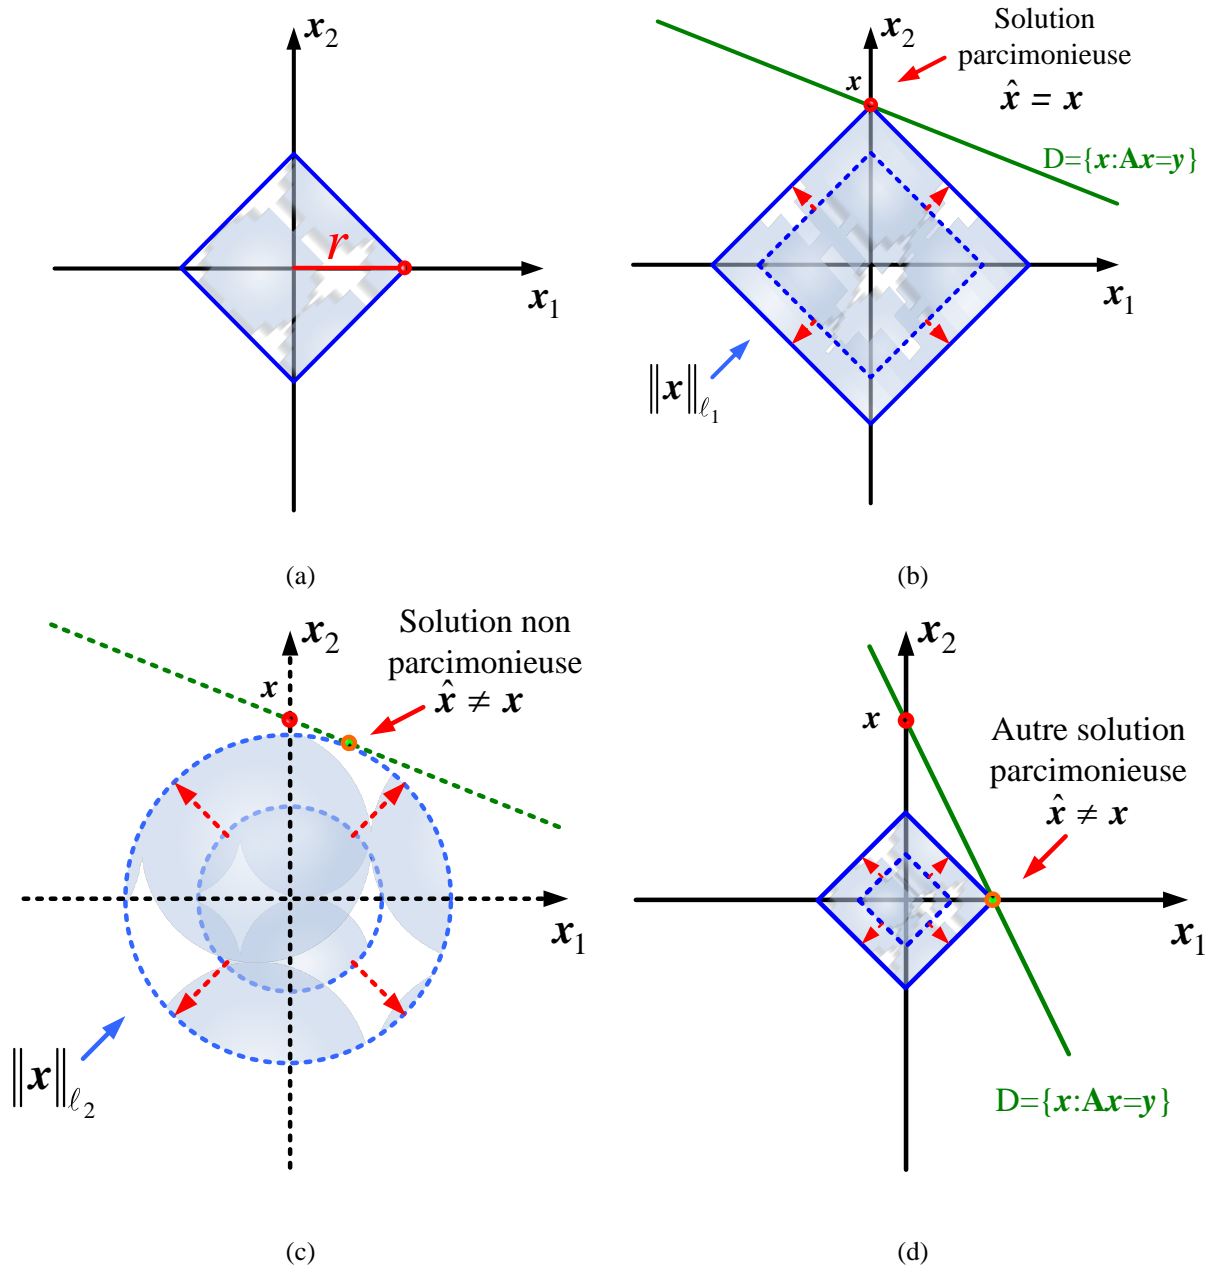 x₂
r
x₁
(a)
Solution
parcimonieuse
x̂ = x
x₂
x
D={x:Ax=y}
x₁
‖x‖ℓ₁
(b)
Solution non
parcimonieuse
x̂ ≠ x
x₂
x
x₁
‖x‖ℓ₂
(c)
x₂
x
Autre solution
parcimonieuse
x̂ ≠ x
x₁
D={x:Ax=y}
(d)